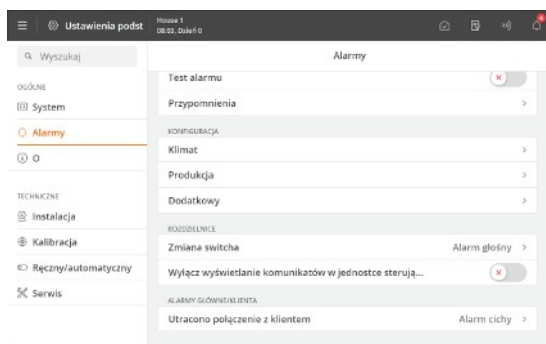 Ustawienia podst
House 1
08:03, Dzień 0
Wyszukaj
Alarmy
OGÓLNE
System
Alarmy
O
TECHNICZNE
Instalacja
Kalibracja
Ręczny/automatyczny
Serwis
Test alarmu
Przypomnienia
KONFIGURACJA
Klimat
Produkcja
Dodatkowy
ROZDZIELNICE
Zmiana switcha Alarm głośny
Wyłącz wyświetlanie komunikatów w jednostce sterują...
ALARMY GŁÓWNE/KLIENTA
Utracono połączenie z klientem Alarm cichy